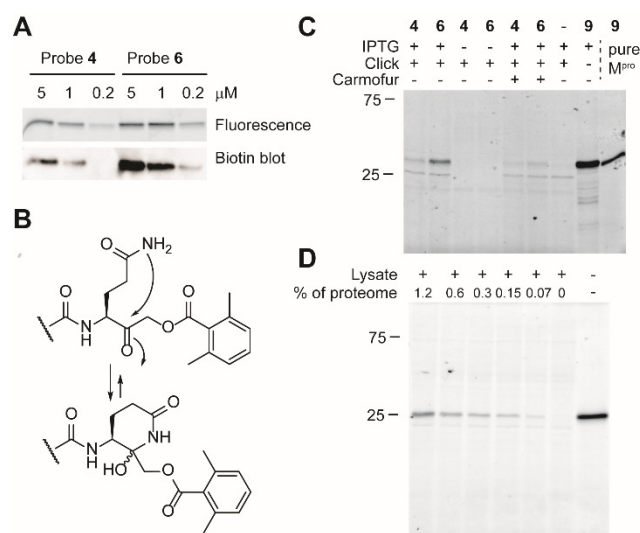 A
Probe 4 Probe 6
5 1 0.2 5 1 0.2 μM
Fluorescence
Biotin blot
B
O NH2
O
N
H
O
O
O
O
N
H
O
NH
HO
O
O
C
4 6 4 6 4 6 - 9 9
IPTG + + - - + + + + pure
Click + + + + + + + - Mpro
Carmofur - - - - + + - -
75
25
D
Lysate + + + + + + -
% of proteome 1.2 0.6 0.3 0.15 0.07 0 -
75
25